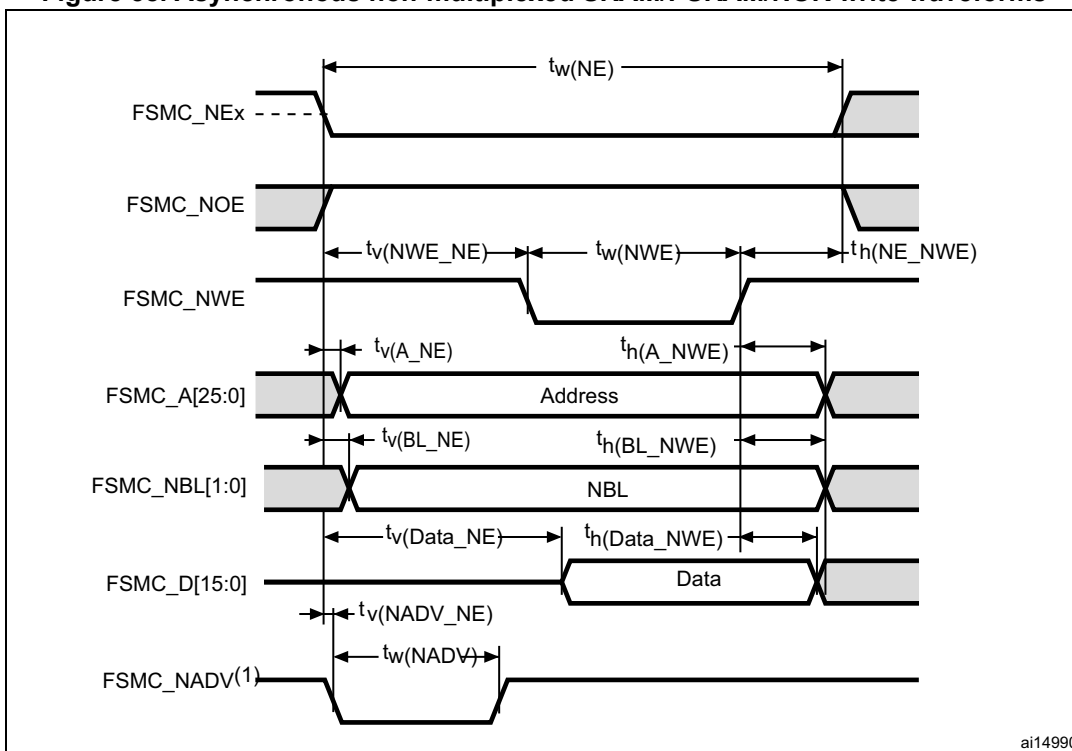 tw(NE)
FSMC_NEx
FSMC_NOE
tv(NWE_NE) tw(NWE) th(NE_NWE)
FSMC_NWE
tv(A_NE) th(A_NWE)
FSMC_A[25:0] Address
tv(BL_NE) th(BL_NWE)
FSMC_NBL[1:0] NBL
tv(Data_NE) th(Data_NWE)
FSMC_D[15:0] Data
tv(NADV_NE)
tw(NADV)
FSMC_NADV(1)